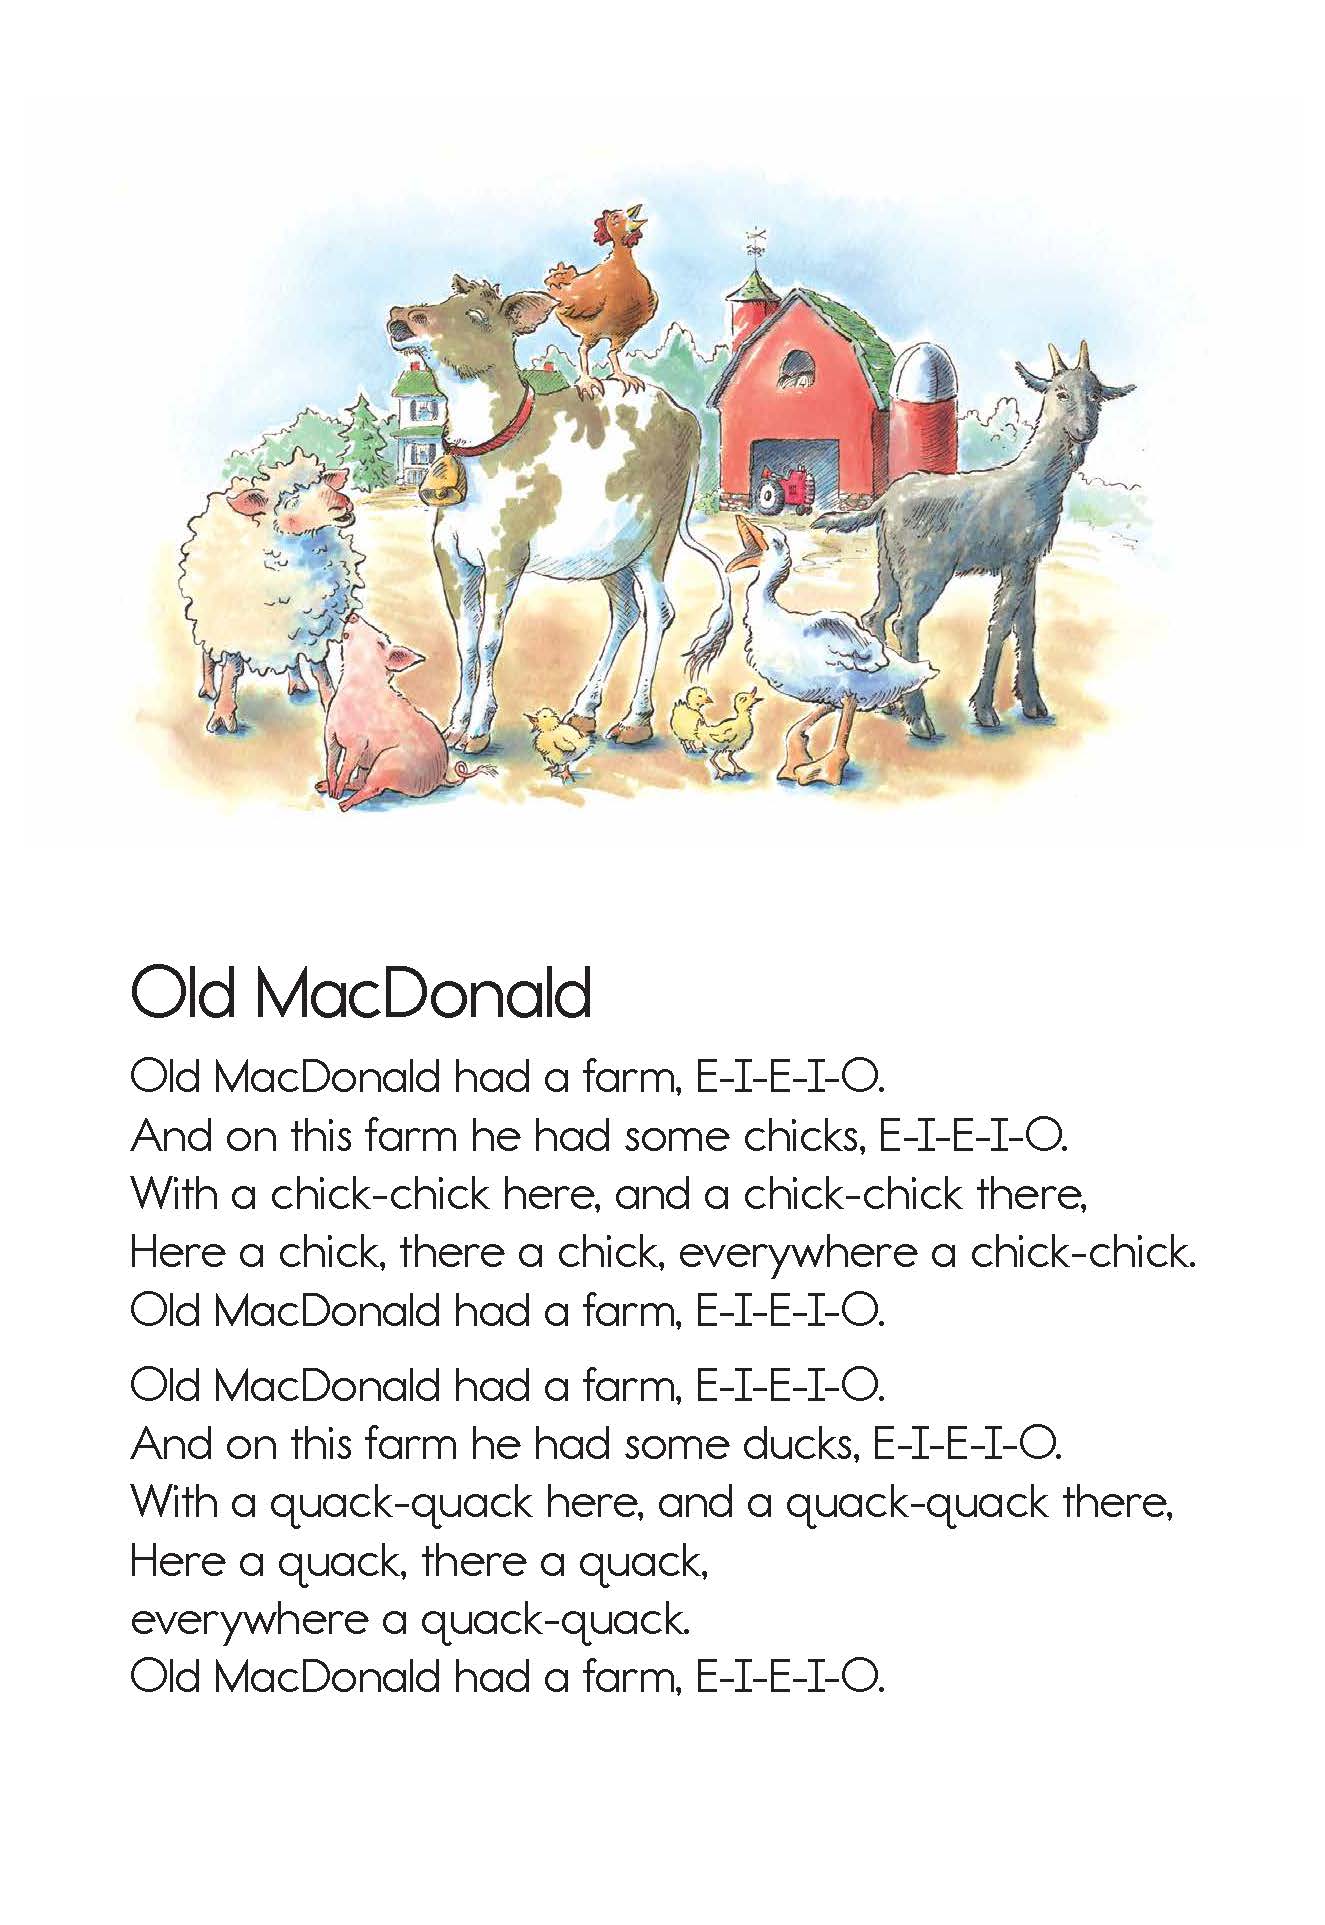 Old MacDonald
Old MacDonald had a farm, E-I-E-I-O.
And on this farm he had some chicks, E-I-E-I-O.
With a chick-chick here, and a chick-chick there,
Here a chick, there a chick, everywhere a chick-chick.
Old MacDonald had a farm, E-I-E-I-O.
Old MacDonald had a farm, E-I-E-I-O.
And on this farm he had some ducks, E-I-E-I-O.
With a quack-quack here, and a quack-quack there,
Here a quack, there a quack,
everywhere a quack-quack.
Old MacDonald had a farm, E-I-E-I-O.